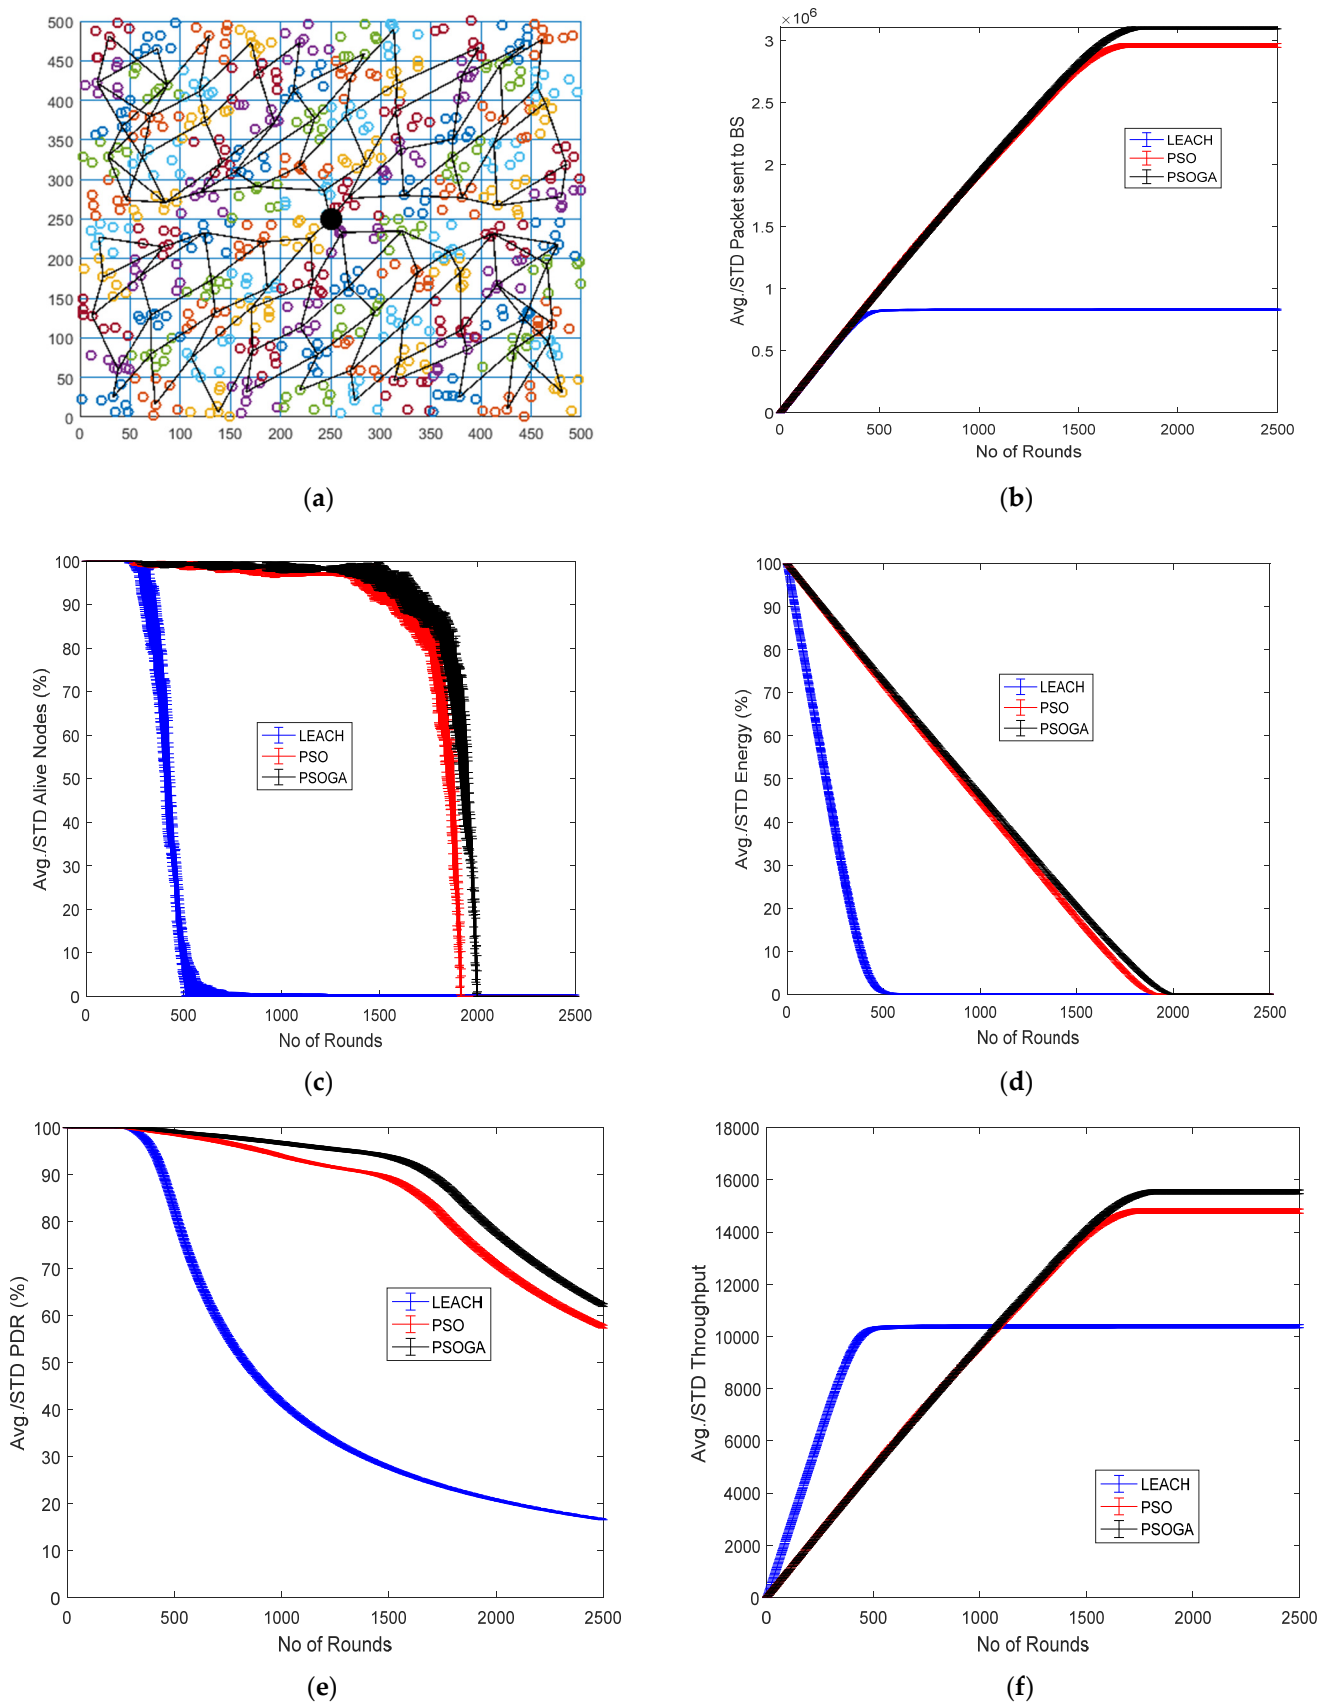 500
450
400
350
300
250
200
150
100
50
0
0 50 100 150 200 250 300 350 400 450 500
(a)
×10⁶
3
2.5
2
1.5
1
0.5
0
Avg./STD Packet sent to BS
LEACH
PSO
PSOGA
0 500 1000 1500 2000 2500
No of Rounds
(b)
100
90
80
70
60
50
40
30
20
10
0
Avg./STD Alive Nodes (%)
LEACH
PSO
PSOGA
0 500 1000 1500 2000 2500
No of Rounds
(c)
100
90
80
70
60
50
40
30
20
10
0
Avg./STD Energy (%)
LEACH
PSO
PSOGA
0 500 1000 1500 2000 2500
No of Rounds
(d)
100
90
80
70
60
50
40
30
20
10
0
Avg./STD PDR (%)
LEACH
PSO
PSOGA
0 500 1000 1500 2000 2500
No of Rounds
(e)
18000
16000
14000
12000
10000
8000
6000
4000
2000
0
Avg./STD Throughput
LEACH
PSO
PSOGA
0 500 1000 1500 2000 2500
No of Rounds
(f)